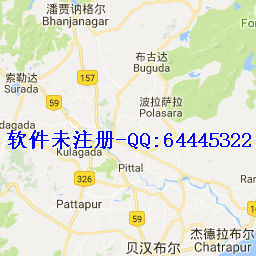 潘贾讷格尔
Bhanjanagar
布古达
Buguda
索勒达
Surada
157
59
波拉萨拉
Polasara
软件未注册-QQ:64445322
dagada
Kulagada
Pittal
Ran
326
Pattapur
59
杰德拉布尔
Chatrapur
贝汉布尔